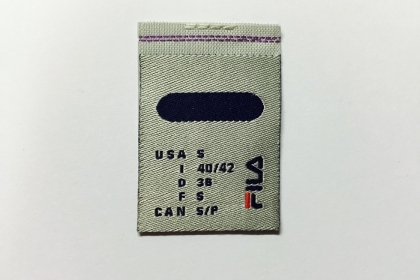 USA S
I 40/42
D 38
F S
CAN S/P
FILA